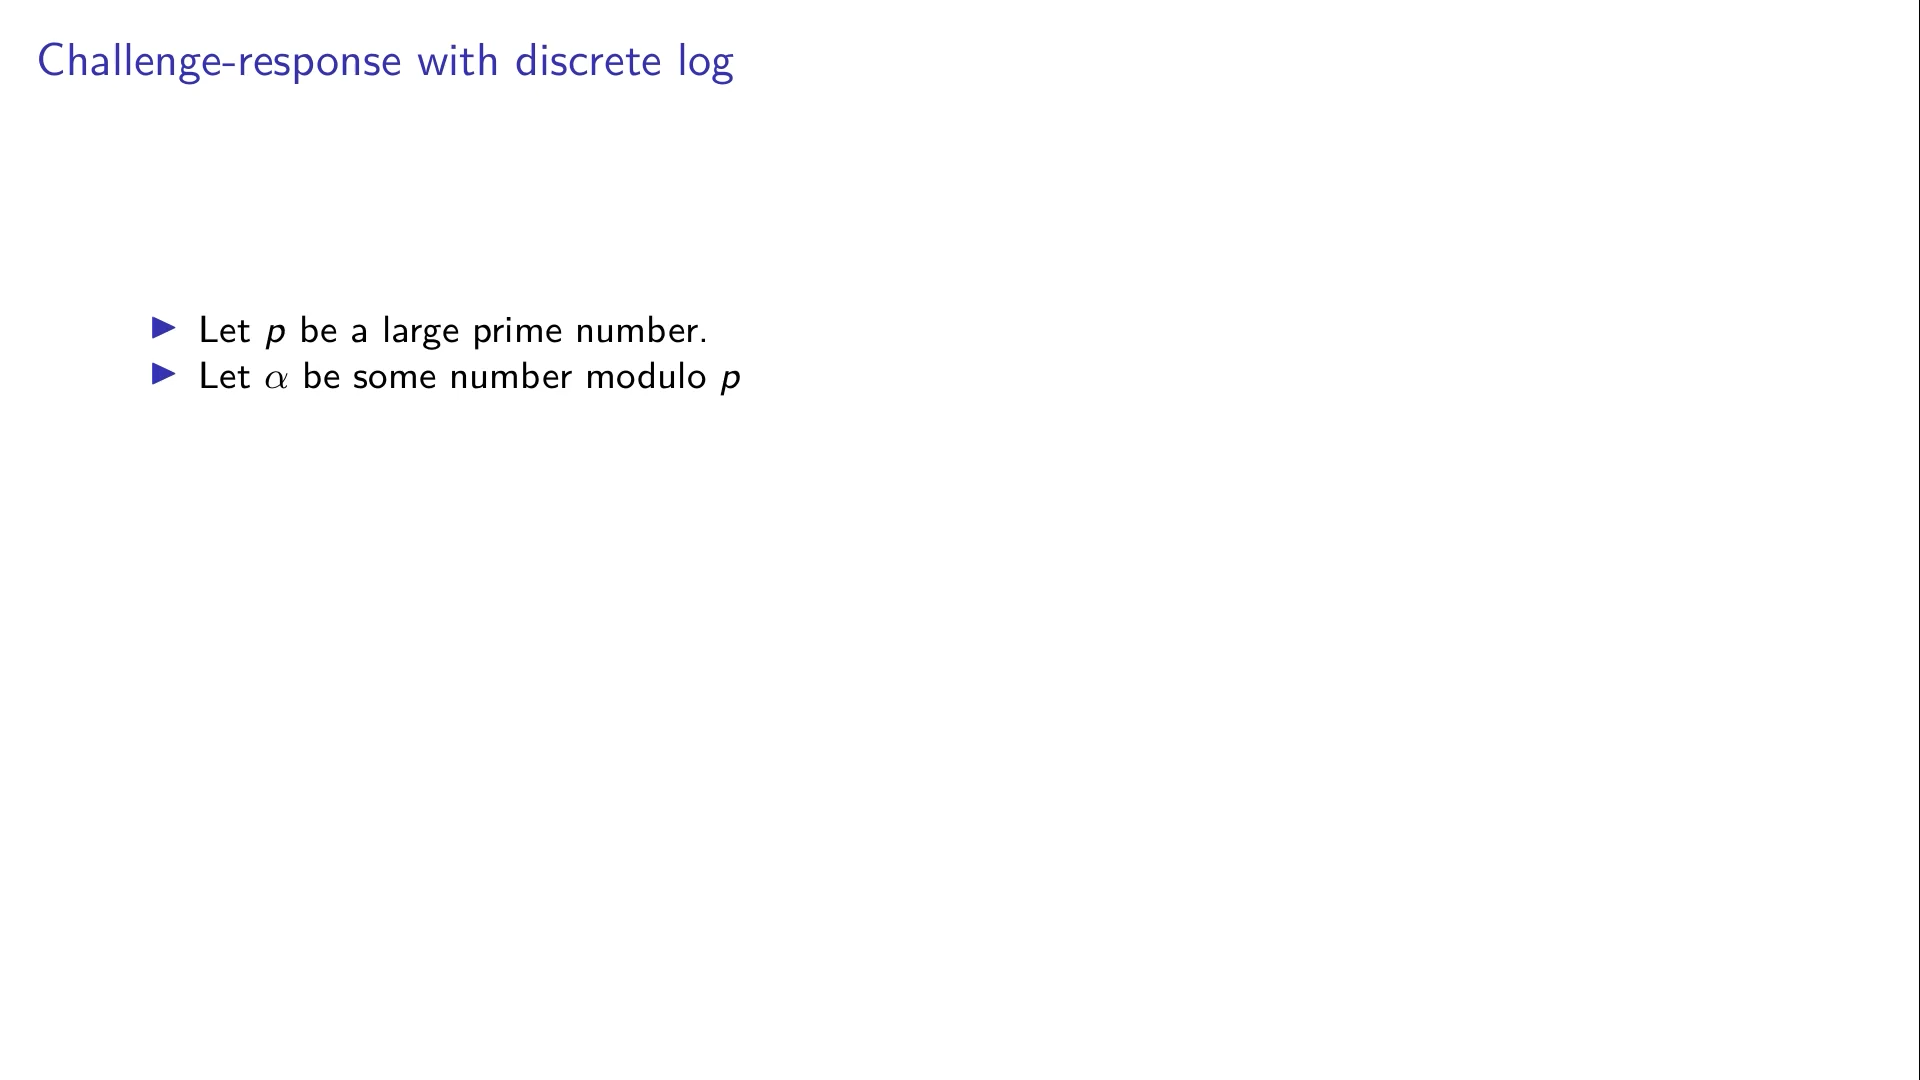 Challenge-response with discrete log
▶ Let p be a large prime number.
▶ Let α be some number modulo p